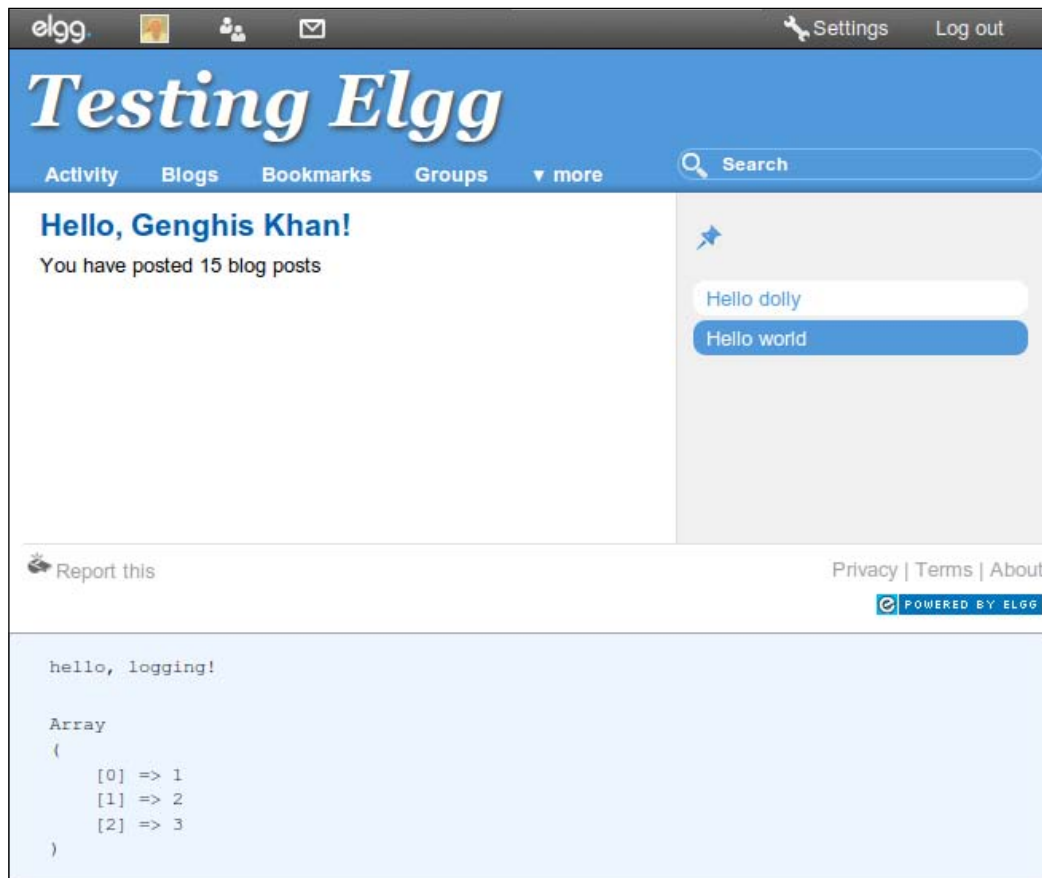 elgg. Settings Log out
Testing Elgg
Activity Blogs Bookmarks Groups ▼ more Search
Hello, Genghis Khan!
You have posted 15 blog posts
Hello dolly
Hello world
Report this Privacy | Terms | About
POWERED BY ELGG
hello, logging!
Array
(
    [0] => 1
    [1] => 2
    [2] => 3
)